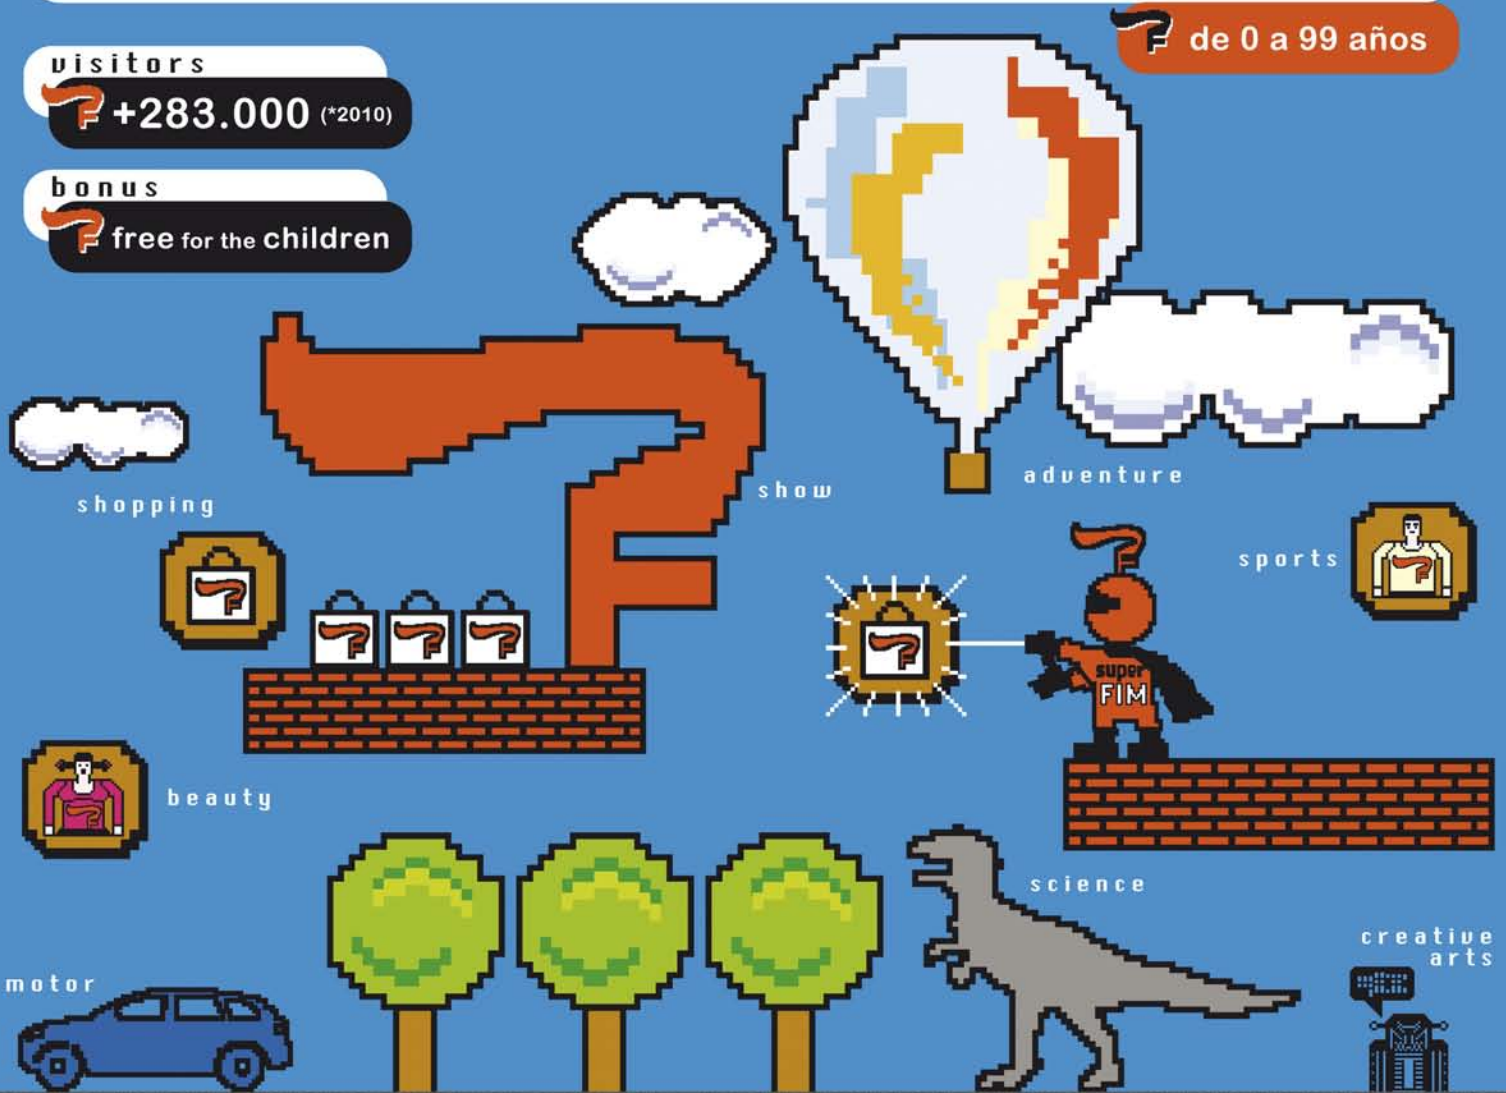 de 0 a 99 años
visitors
+283.000 (*2010)
bonus
free for the children
show
adventure
shopping
sports
super
FIM
beauty
science
creative
arts
motor